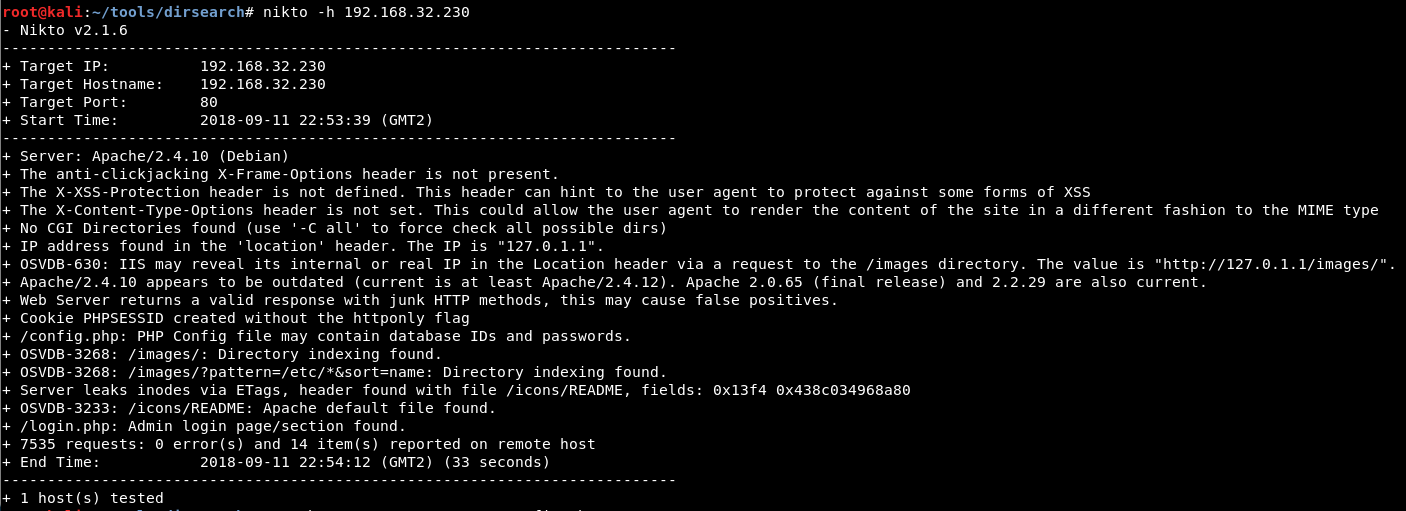 root@kali:~/tools/dirsearch# nikto -h 192.168.32.230
- Nikto v2.1.6
---------------------------------------------------------------------------
+ Target IP:          192.168.32.230
+ Target Hostname:    192.168.32.230
+ Target Port:        80
+ Start Time:         2018-09-11 22:53:39 (GMT2)
---------------------------------------------------------------------------
+ Server: Apache/2.4.10 (Debian)
+ The anti-clickjacking X-Frame-Options header is not present.
+ The X-XSS-Protection header is not defined. This header can hint to the user agent to protect against some forms of XSS
+ The X-Content-Type-Options header is not set. This could allow the user agent to render the content of the site in a different fashion to the MIME type
+ No CGI Directories found (use '-C all' to force check all possible dirs)
+ IP address found in the 'location' header. The IP is "127.0.1.1".
+ OSVDB-630: IIS may reveal its internal or real IP in the Location header via a request to the /images directory. The value is "http://127.0.1.1/images/".
+ Apache/2.4.10 appears to be outdated (current is at least Apache/2.4.12). Apache 2.0.65 (final release) and 2.2.29 are also current.
+ Web Server returns a valid response with junk HTTP methods, this may cause false positives.
+ Cookie PHPSESSID created without the httponly flag
+ /config.php: PHP Config file may contain database IDs and passwords.
+ OSVDB-3268: /images/: Directory indexing found.
+ OSVDB-3268: /images/?pattern=/etc/*&sort=name: Directory indexing found.
+ Server leaks inodes via ETags, header found with file /icons/README, fields: 0x13f4 0x438c034968a80
+ OSVDB-3233: /icons/README: Apache default file found.
+ /login.php: Admin login page/section found.
+ 7535 requests: 0 error(s) and 14 item(s) reported on remote host
+ End Time:           2018-09-11 22:54:12 (GMT2) (33 seconds)
---------------------------------------------------------------------------
+ 1 host(s) tested